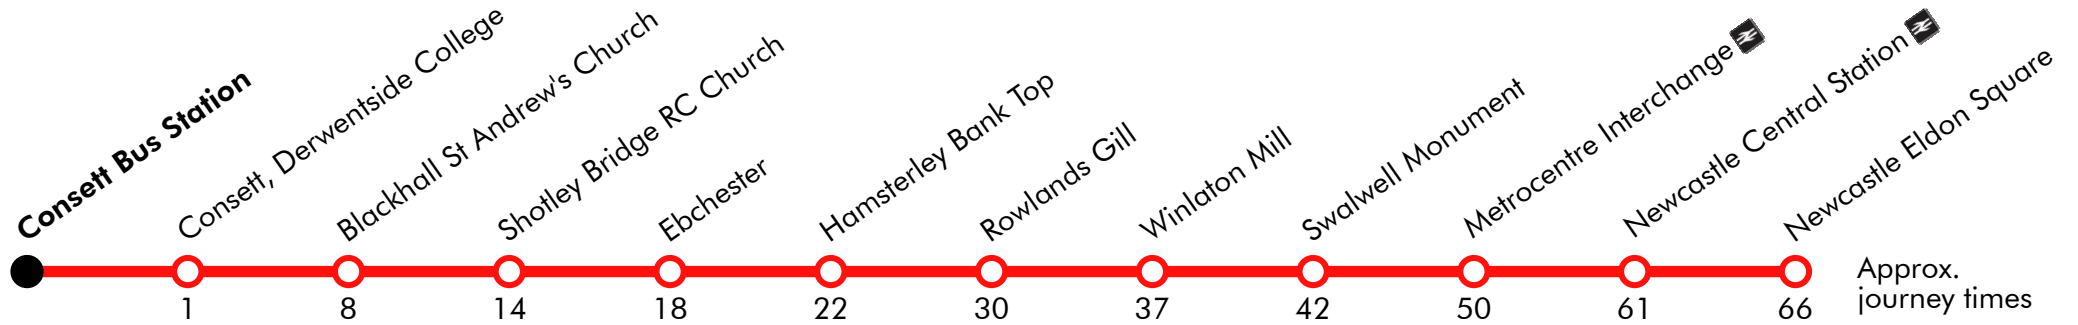 Consett Bus Station
Consett, Derwentside College
Blackhall St Andrew's Church
Shotley Bridge RC Church
Ebchester
Hamsterley Bank Top
Rowlands Gill
Winlaton Mill
Swalwell Monument
Metrocentre Interchange
Newcastle Central Station
Newcastle Eldon Square
1 8 14 18 22 30 37 42 50 61 66
Approx.
journey times